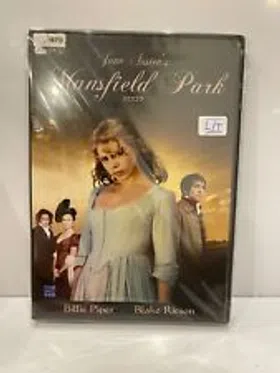 Jane Austen's
Mansfield Park
L/T
Billie Piper Blake Ritson